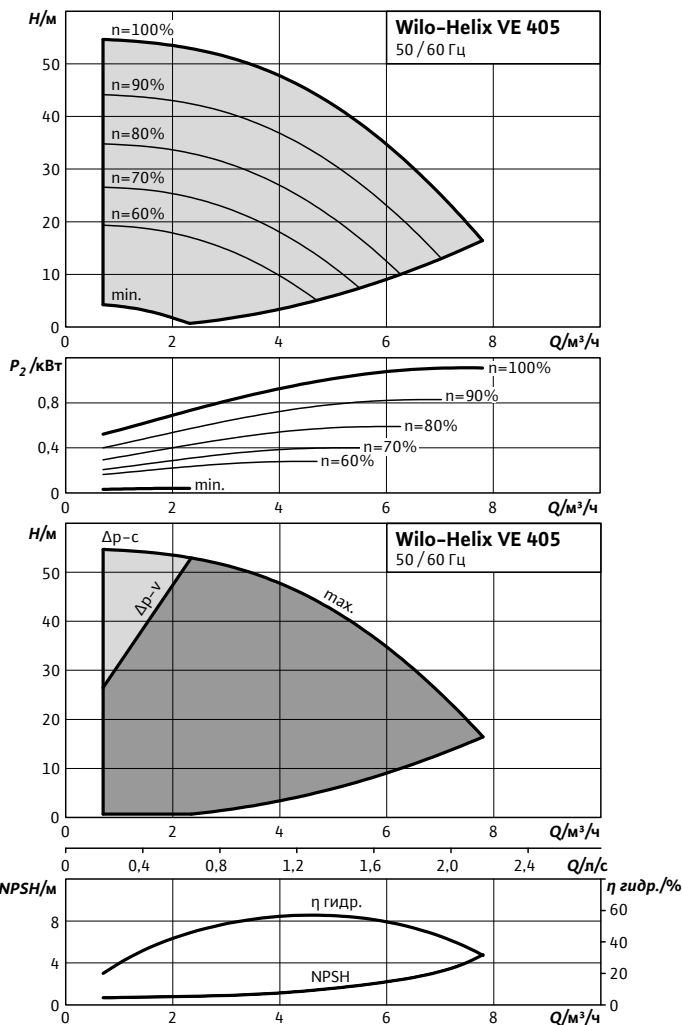 H/м
Wilo-Helix VE 405
50/60 Гц
n=100%
n=90%
n=80%
n=70%
n=60%
min.
50
40
30
20
10
0
0 2 4 6 8 Q/м³/ч
P2/кВт
n=100%
n=90%
n=80%
n=70%
n=60%
min.
0,8
0,4
0
0 2 4 6 8 Q/м³/ч
H/м
Δp-c
Wilo-Helix VE 405
50/60 Гц
Δp-v
max.
50
40
30
20
10
0
0 2 4 6 8 Q/м³/ч
0 0,4 0,8 1,2 1,6 2,0 2,4 Q/л/с
NPSH/м
η гидр./%
η гидр.
NPSH
8
4
0
60
40
20
0
0 2 4 6 8 Q/м³/ч